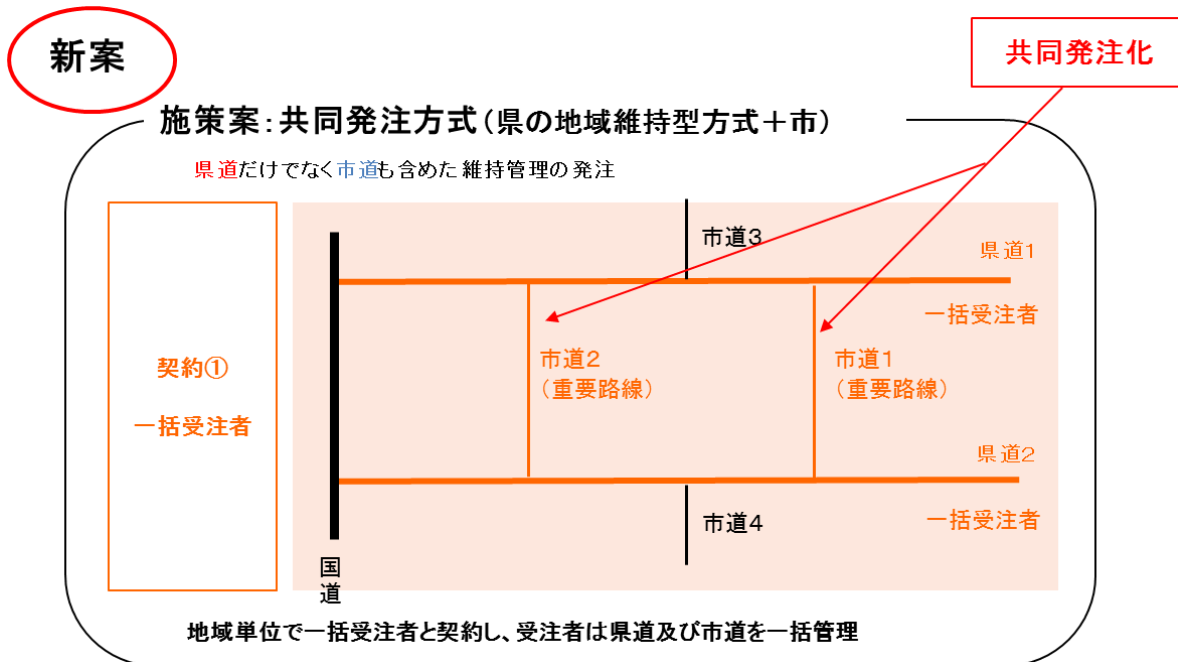 新案
共同発注化
施策案:共同発注方式(県の地域維持型方式+市)
県道だけでなく市道も含めた維持管理の発注
市道3
県道1
一括受注者
契約①
一括受注者
市道2
(重要路線)
市道1
(重要路線)
県道2
一括受注者
市道4
国
道
地域単位で一括受注者と契約し、受注者は県道及び市道を一括管理